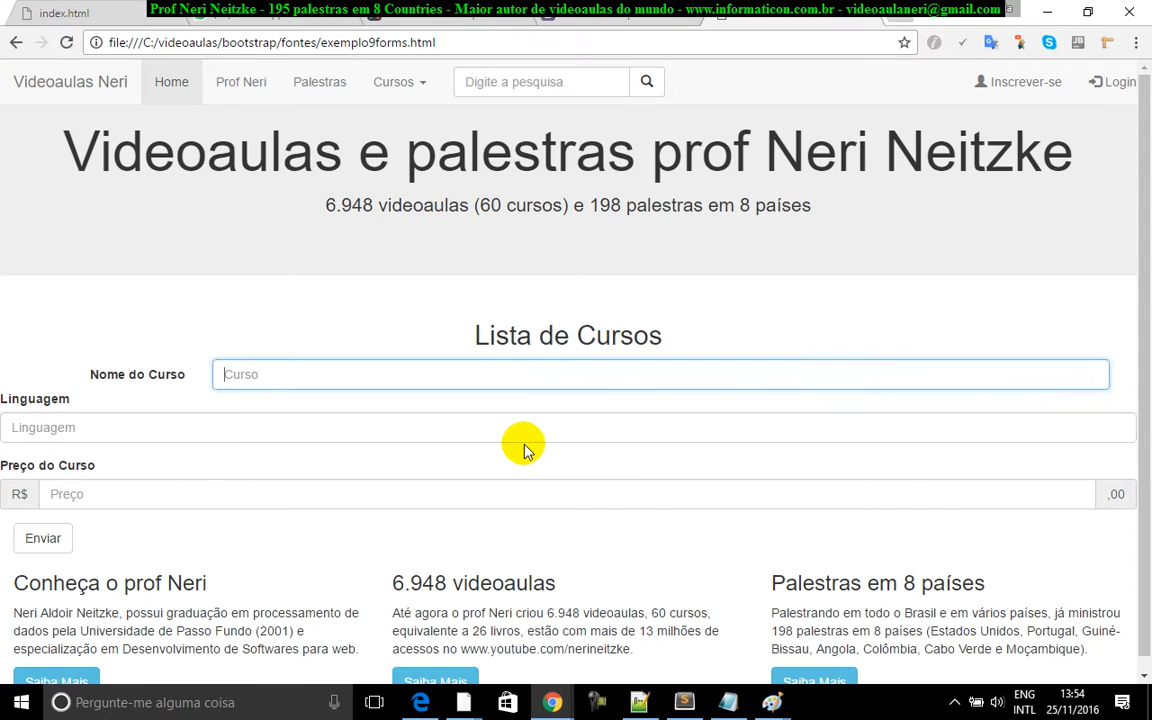 index.html
Prof Neri Neitzke - 195 palestras em 8 Countries - Maior autor de videoaulas do mundo - www.informaticon.com.br - videoaulaneri@gmail.com
file:///C:/videoaulas/bootstrap/fontes/exemplo9forms.html
Videoaulas Neri Home Prof Neri Palestras Cursos Digite a pesquisa Inscrever-se Login
Videoaulas e palestras prof Neri Neitzke
6.948 videoaulas (60 cursos) e 198 palestras em 8 países
Lista de Cursos
Nome do Curso Curso
Linguagem
Linguagem
Preço do Curso
R$ Preço ,00
Enviar
Conheça o prof Neri
Neri Aldoir Neitzke, possui graduação em processamento de
dados pela Universidade de Passo Fundo (2001) e
especialização em Desenvolvimento de Softwares para web.
Saiba Mais
6.948 videoaulas
Até agora o prof Neri criou 6.948 videoaulas, 60 cursos,
equivalente a 26 livros, estão com mais de 13 milhões de
acessos no www.youtube.com/nerineitzke.
Saiba Mais
Palestras em 8 países
Palestrando em todo o Brasil e em vários países, já ministrou
198 palestras em 8 países (Estados Unidos, Portugal, Guiné-
Bissau, Angola, Colômbia, Cabo Verde e Moçambique).
Saiba Mais
Pergunte-me alguma coisa
ENG
INTL
13:54
25/11/2016